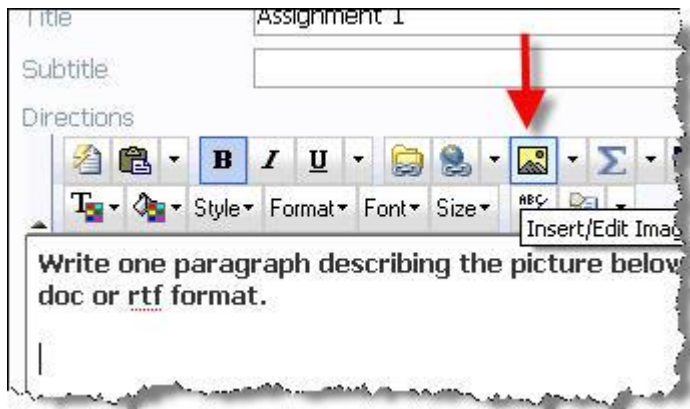 Title Assignment 1
Subtitle
Directions
B I U Σ
T Style Format Font Size ABC
Insert/Edit Imag
Write one paragraph describing the picture below
doc or rtf format.